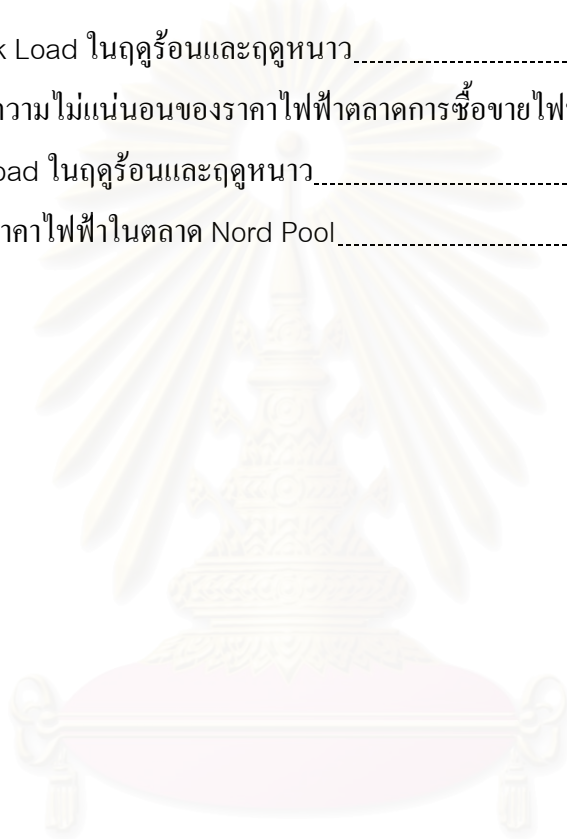 k Load ในฤดูร้อนและฤดูหนาว
วามไม่แน่นอนของราคาไฟฟ้าตลาดการซื้อขายไฟ
oad ในฤดูร้อนและฤดูหนาว
าคาไฟฟ้าในตลาด Nord Pool